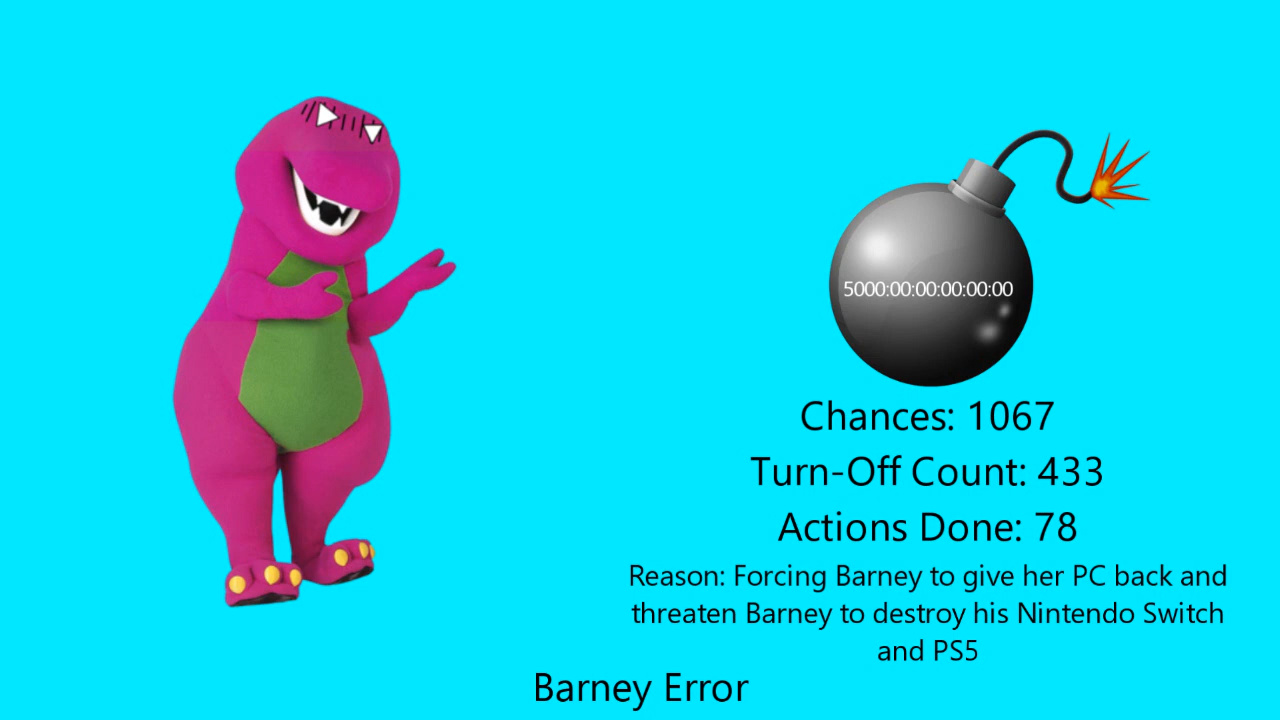 5000:00:00:00:00:00
Chances: 1067
Turn-Off Count: 433
Actions Done: 78
Reason: Forcing Barney to give her PC back and
threaten Barney to destroy his Nintendo Switch
and PS5
Barney Error